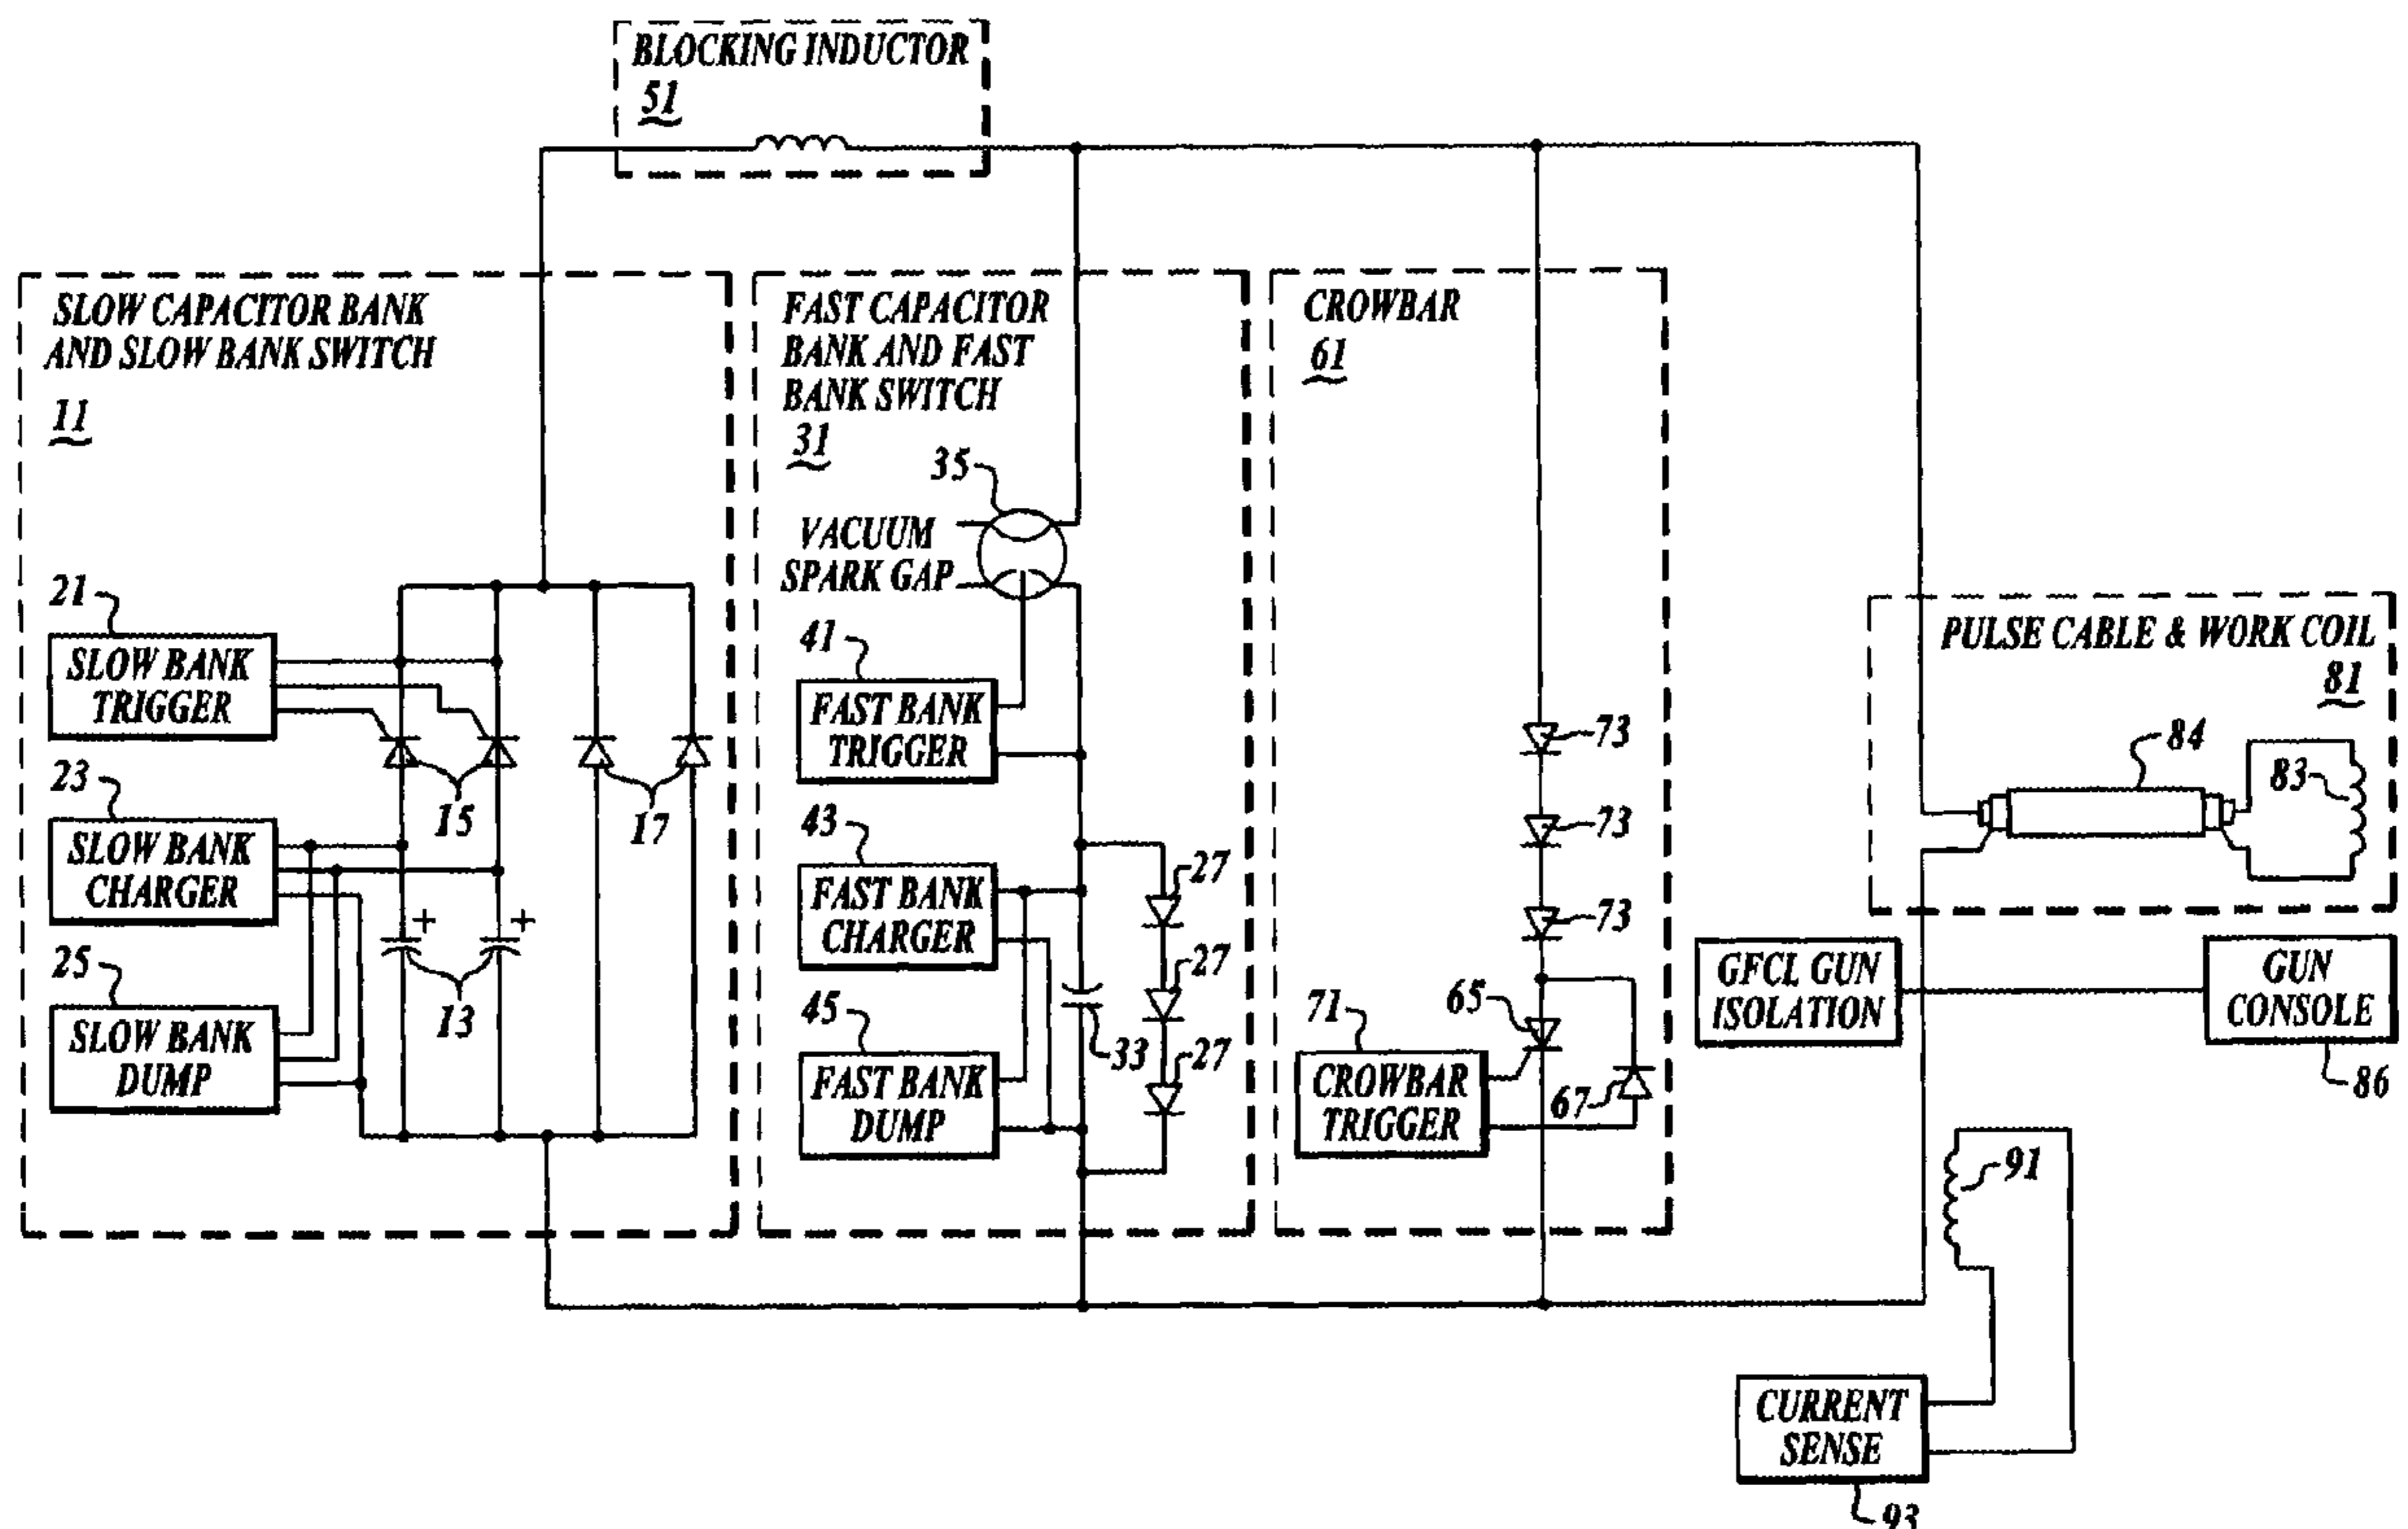 BLOCKING INDUCTOR
51
SLOW CAPACITOR BANK
AND SLOW BANK SWITCH
11
FAST CAPACITOR
BANK AND FAST
BANK SWITCH
31
CROWBAR
61
35
VACUUM
SPARK GAP
21
SLOW BANK
TRIGGER
15
17
23
SLOW BANK
CHARGER
+
+
13
25
SLOW BANK
DUMP
41
FAST BANK
TRIGGER
43
FAST BANK
CHARGER
27
27
27
33
45
FAST BANK
DUMP
73
73
73
65
71
CROWBAR
TRIGGER
67
PULSE CABLE & WORK COIL
81
84
83
GFCL GUN
ISOLATION
GUN
CONSOLE
86
91
CURRENT
SENSE
93